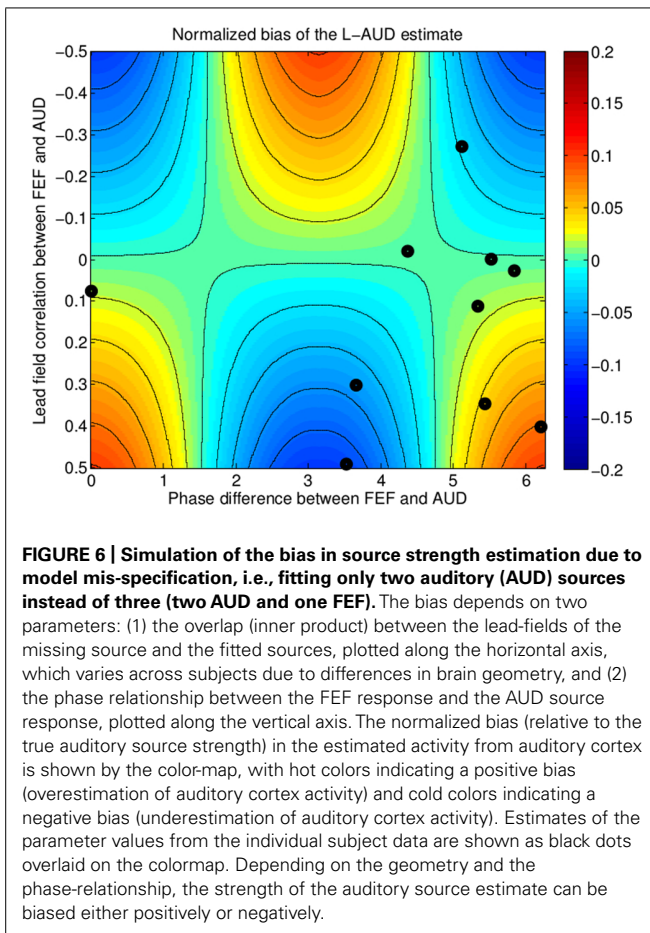 Normalized bias of the L−AUD estimate
Lead field correlation between FEF and AUD
−0.5
−0.4
−0.3
−0.2
−0.1
0
0.1
0.2
0.3
0.4
0.5
0 1 2 3 4 5 6
Phase difference between FEF and AUD
0.2
0.15
0.1
0.05
0
−0.05
−0.1
−0.15
−0.2
FIGURE 6 | Simulation of the bias in source strength estimation due to
model mis-specification, i.e., fitting only two auditory (AUD) sources
instead of three (two AUD and one FEF). The bias depends on two
parameters: (1) the overlap (inner product) between the lead-fields of the
missing source and the fitted sources, plotted along the horizontal axis,
which varies across subjects due to differences in brain geometry, and (2)
the phase relationship between the FEF response and the AUD source
response, plotted along the vertical axis. The normalized bias (relative to the
true auditory source strength) in the estimated activity from auditory cortex
is shown by the color-map, with hot colors indicating a positive bias
(overestimation of auditory cortex activity) and cold colors indicating a
negative bias (underestimation of auditory cortex activity). Estimates of the
parameter values from the individual subject data are shown as black dots
overlaid on the colormap. Depending on the geometry and the
phase-relationship, the strength of the auditory source estimate can be
biased either positively or negatively.